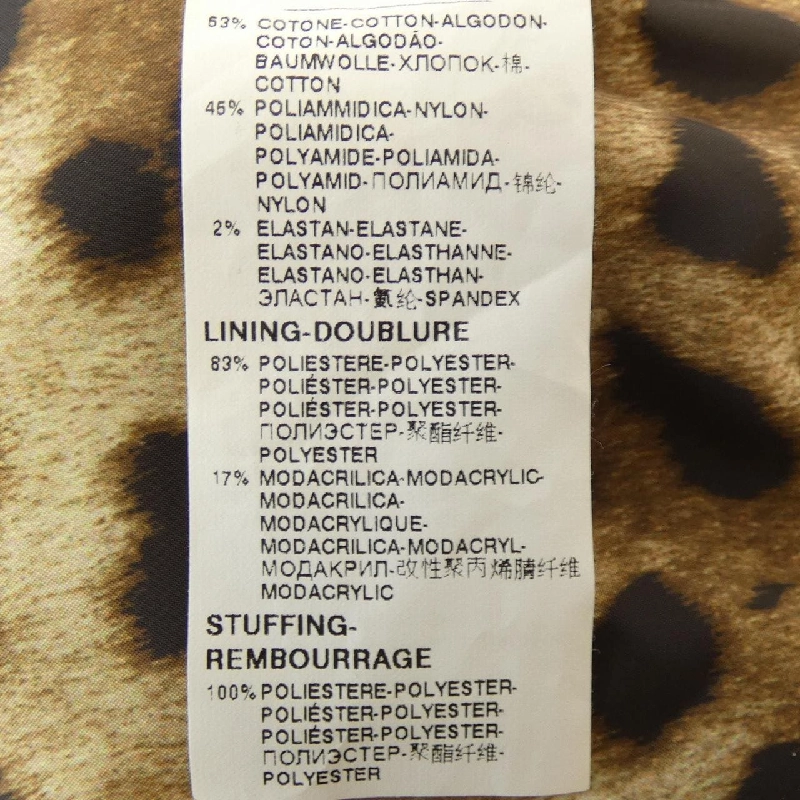 53% COTONE-COTTON-ALGODON-
COTON-ALGODÃO-
BAUMWOLLE-ХЛОПОК-棉-
COTTON
45% POLIAMMIDICA-NYLON-
POLIAMIDICA-
POLYAMIDE-POLIAMIDA-
POLYAMID-ПОЛИАМИД-锦纶-
NYLON
2% ELASTAN-ELASTANE-
ELASTANO-ELASTHANNE-
ELASTANO-ELASTHAN-
ЭЛАСТАН-氨纶-SPANDEX
LINING-DOUBLURE
83% POLIESTERE-POLYESTER-
POLIÉSTER-POLYESTER-
POLIÉSTER-POLYESTER-
ПОЛИЭСТЕР-聚酯纤维-
POLYESTER
17% MODACRILICA-MODACRYLIC-
MODACRILICA-
MODACRYLIQUE-
MODACRILICA-MODACRYL-
МОДАКРИЛ-改性聚丙烯腈纤维
MODACRYLIC
STUFFING-
REMBOURRAGE
100% POLIESTERE-POLYESTER-
POLIÉSTER-POLYESTER-
POLIÉSTER-POLYESTER-
ПОЛИЭСТЕР-聚酯纤维-
POLYESTER